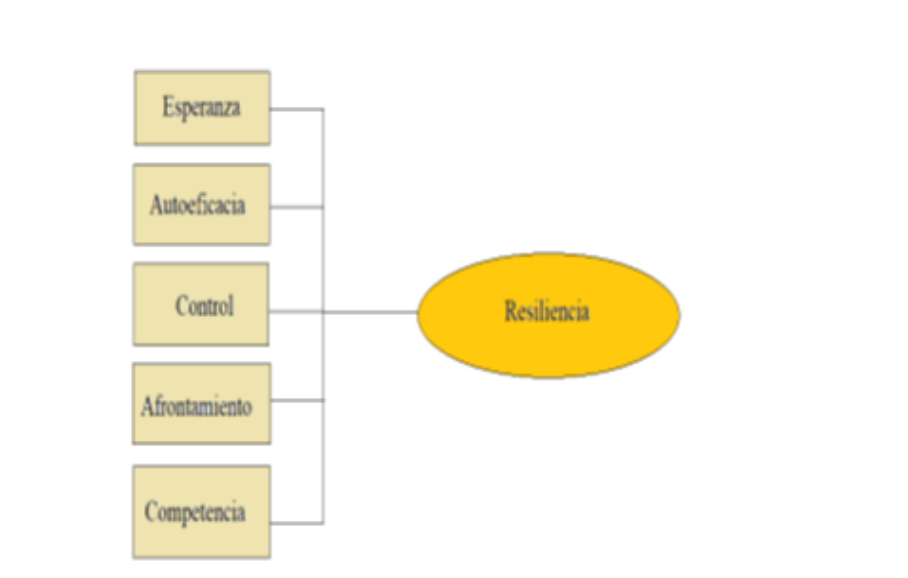 Esperanza
Autoeficacia
Control
Resiliencia
Afrontamiento
Competencia